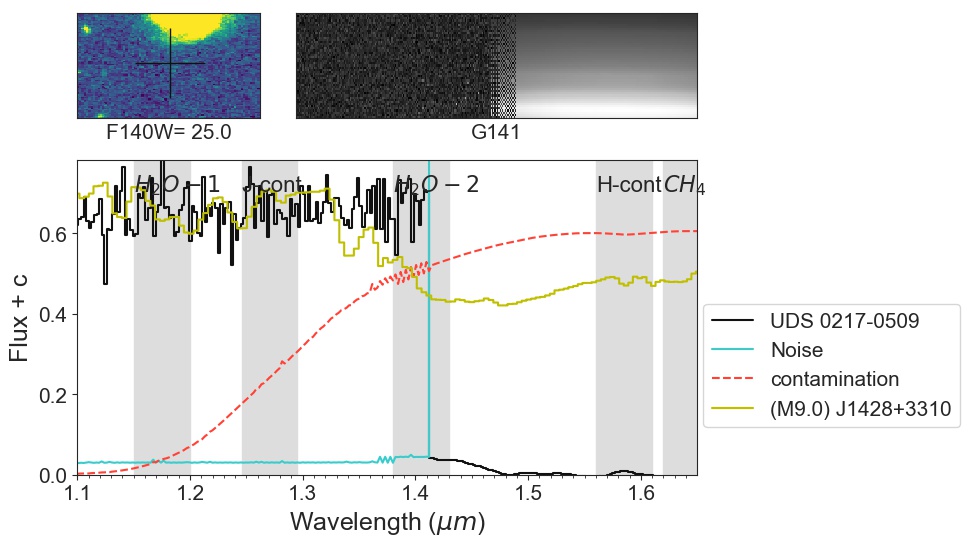 F140W= 25.0
G141
H₂O − 1
J-cont
H₂O − 2
H-cont
CH₄
Flux + c
0.6
0.4
0.2
0.0
1.1
1.2
1.3
1.4
1.5
1.6
Wavelength (μm)
UDS 0217-0509
Noise
contamination
(M9.0) J1428+3310